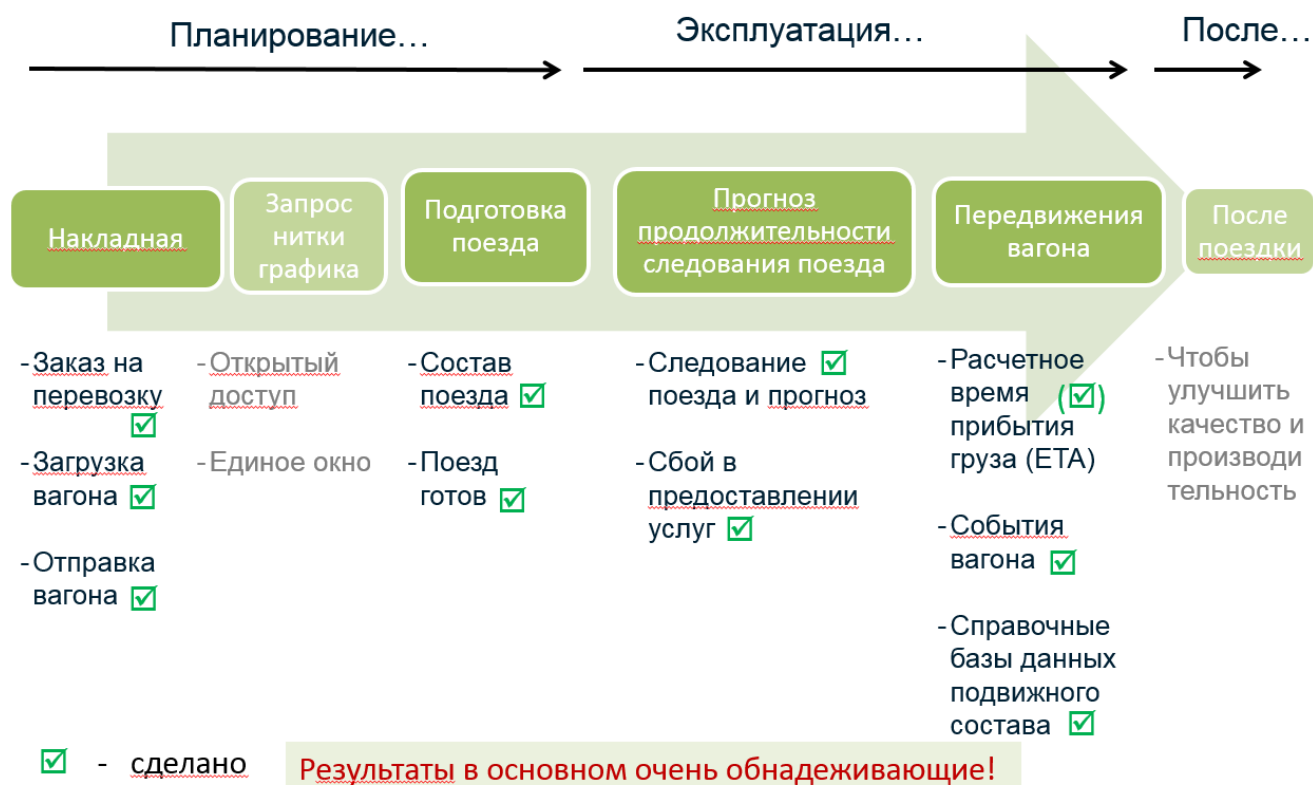 Планирование…
Эксплуатация…
После…
Накладная
Запрос
нитки
графика
Подготовка
поезда
Прогноз
продолжительности
следования поезда
Передвижения
вагона
После
поездки
-Заказ на
перевозку
-Загрузка
вагона
-Отправка
вагона
-Открытый
доступ
-Единое окно
-Состав
поезда
-Поезд
готов
-Следование
поезда и прогноз
-Сбой в
предоставлении
услуг
-Расчетное
время
( )
прибытия
груза (ETA)
-События
вагона
-Справочные
базы данных
подвижного
состава
-Чтобы
улучшить
качество и
производи
тельность
- сделано
Результаты в основном очень обнадеживающие!